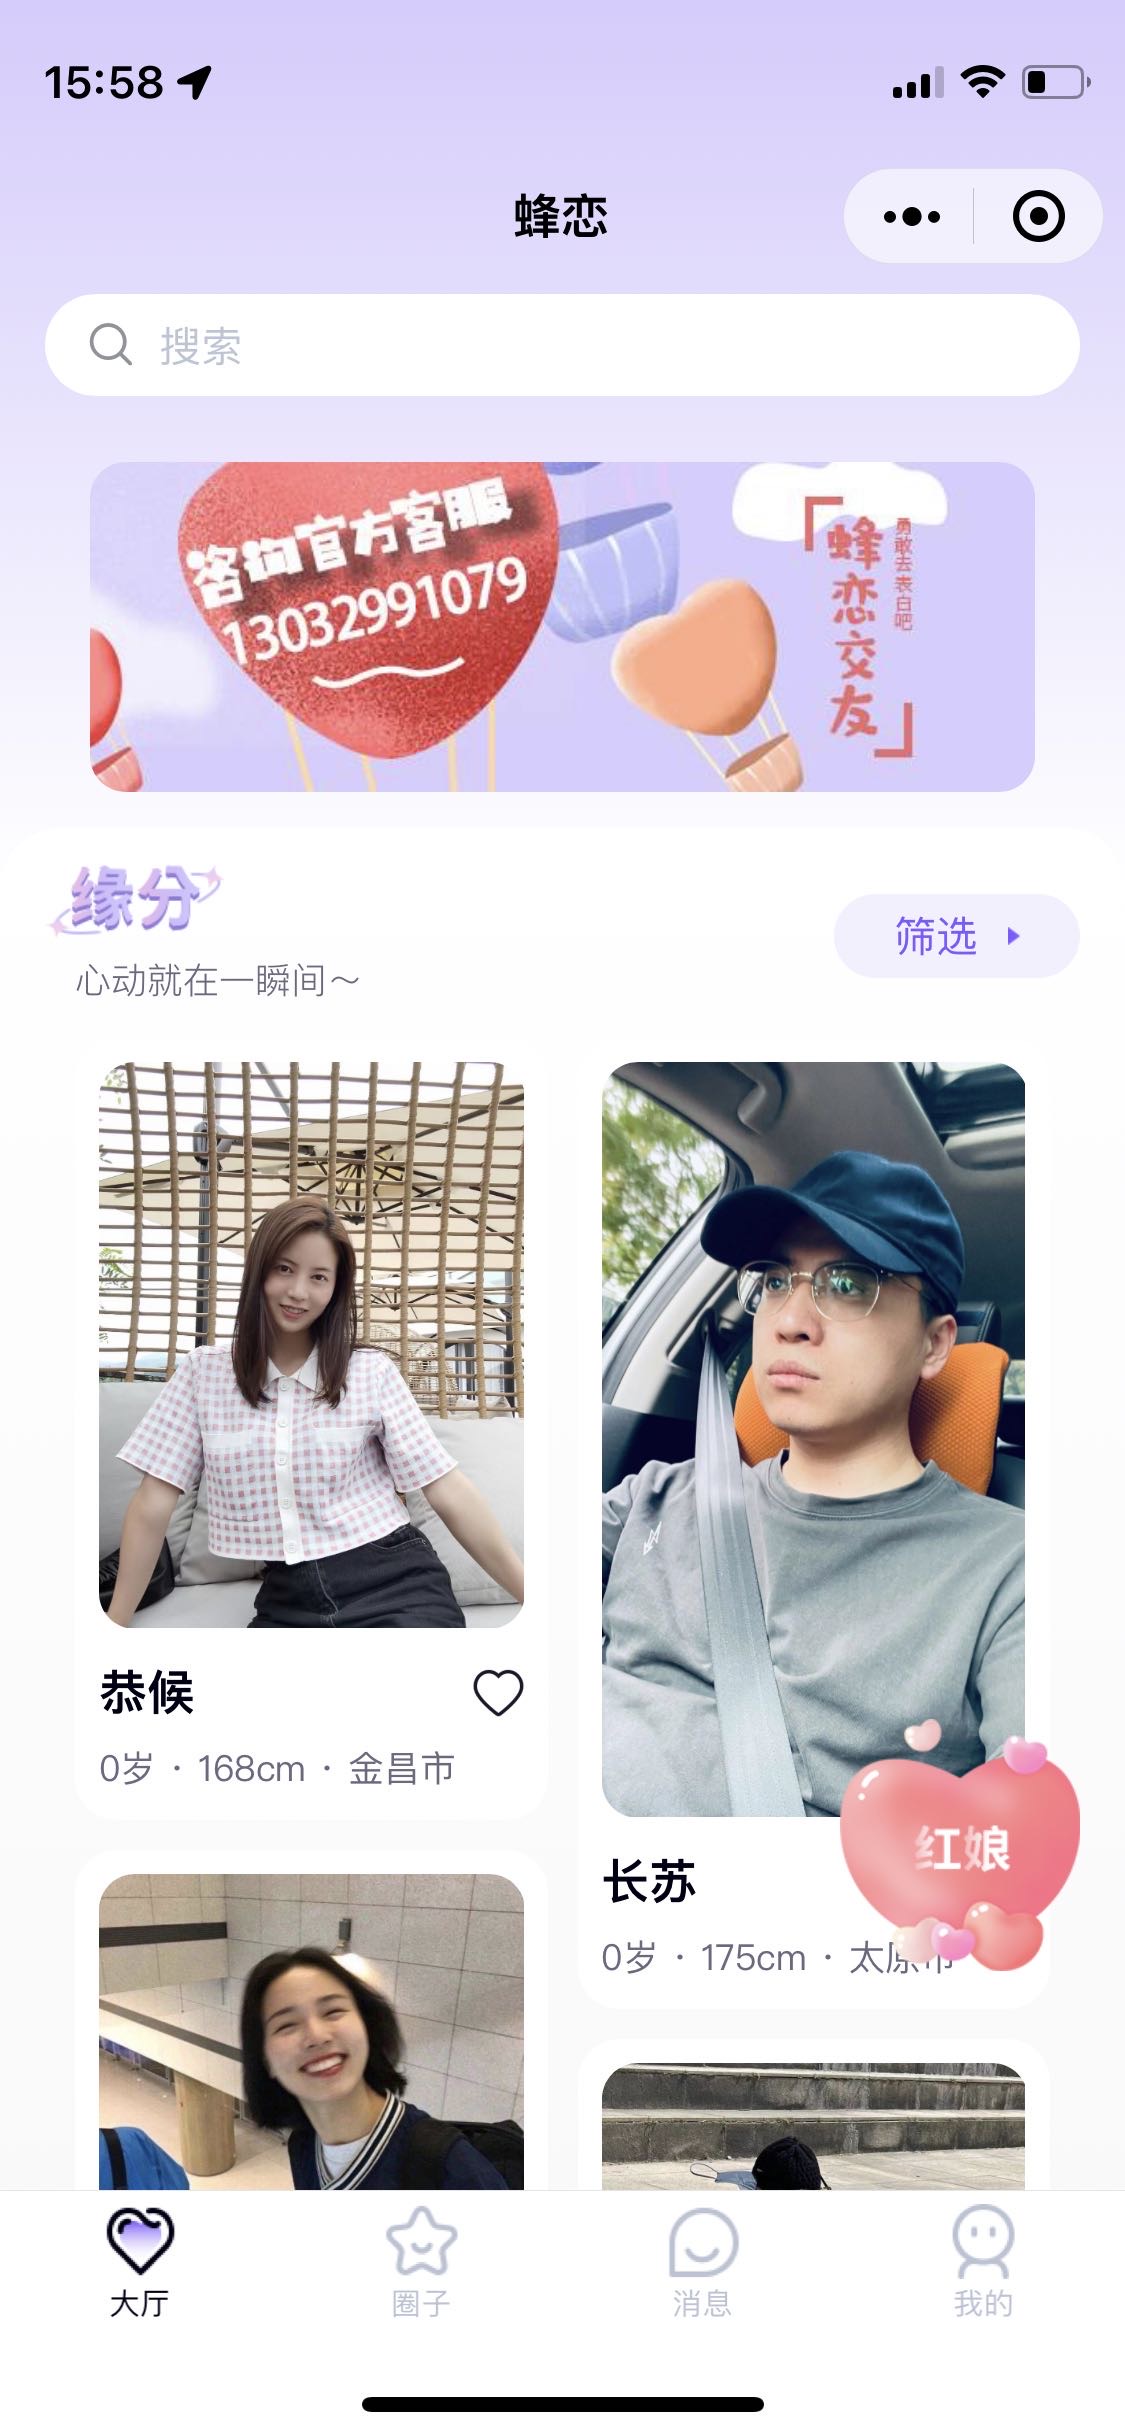 15:58
蜂恋
搜索
咨询官方客服
13032991079
勇敢去表白吧
蜂恋交友
缘分
心动就在一瞬间～
筛选
恭候
0岁 · 168cm · 金昌市
长苏
0岁 · 175cm · 太原市
红娘
大厅
圈子
消息
我的